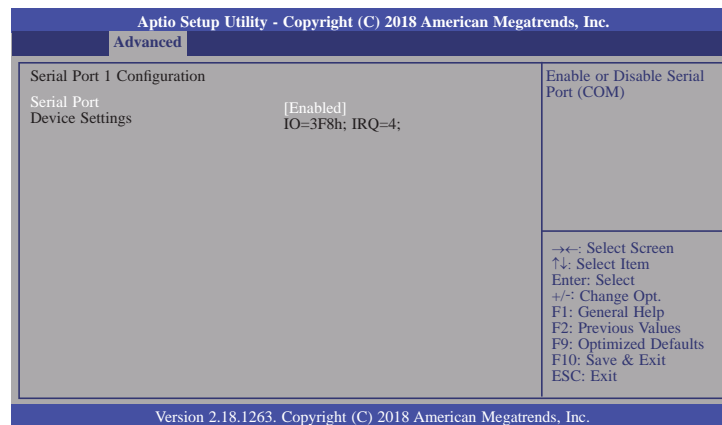 Aptio Setup Utility - Copyright (C) 2018 American Megatrends, Inc.
Advanced
Serial Port 1 Configuration
Serial Port [Enabled]
Device Settings IO=3F8h; IRQ=4;
Enable or Disable Serial
Port (COM)
→←: Select Screen
↑↓: Select Item
Enter: Select
+/-: Change Opt.
F1: General Help
F2: Previous Values
F9: Optimized Defaults
F10: Save & Exit
ESC: Exit
Version 2.18.1263. Copyright (C) 2018 American Megatrends, Inc.